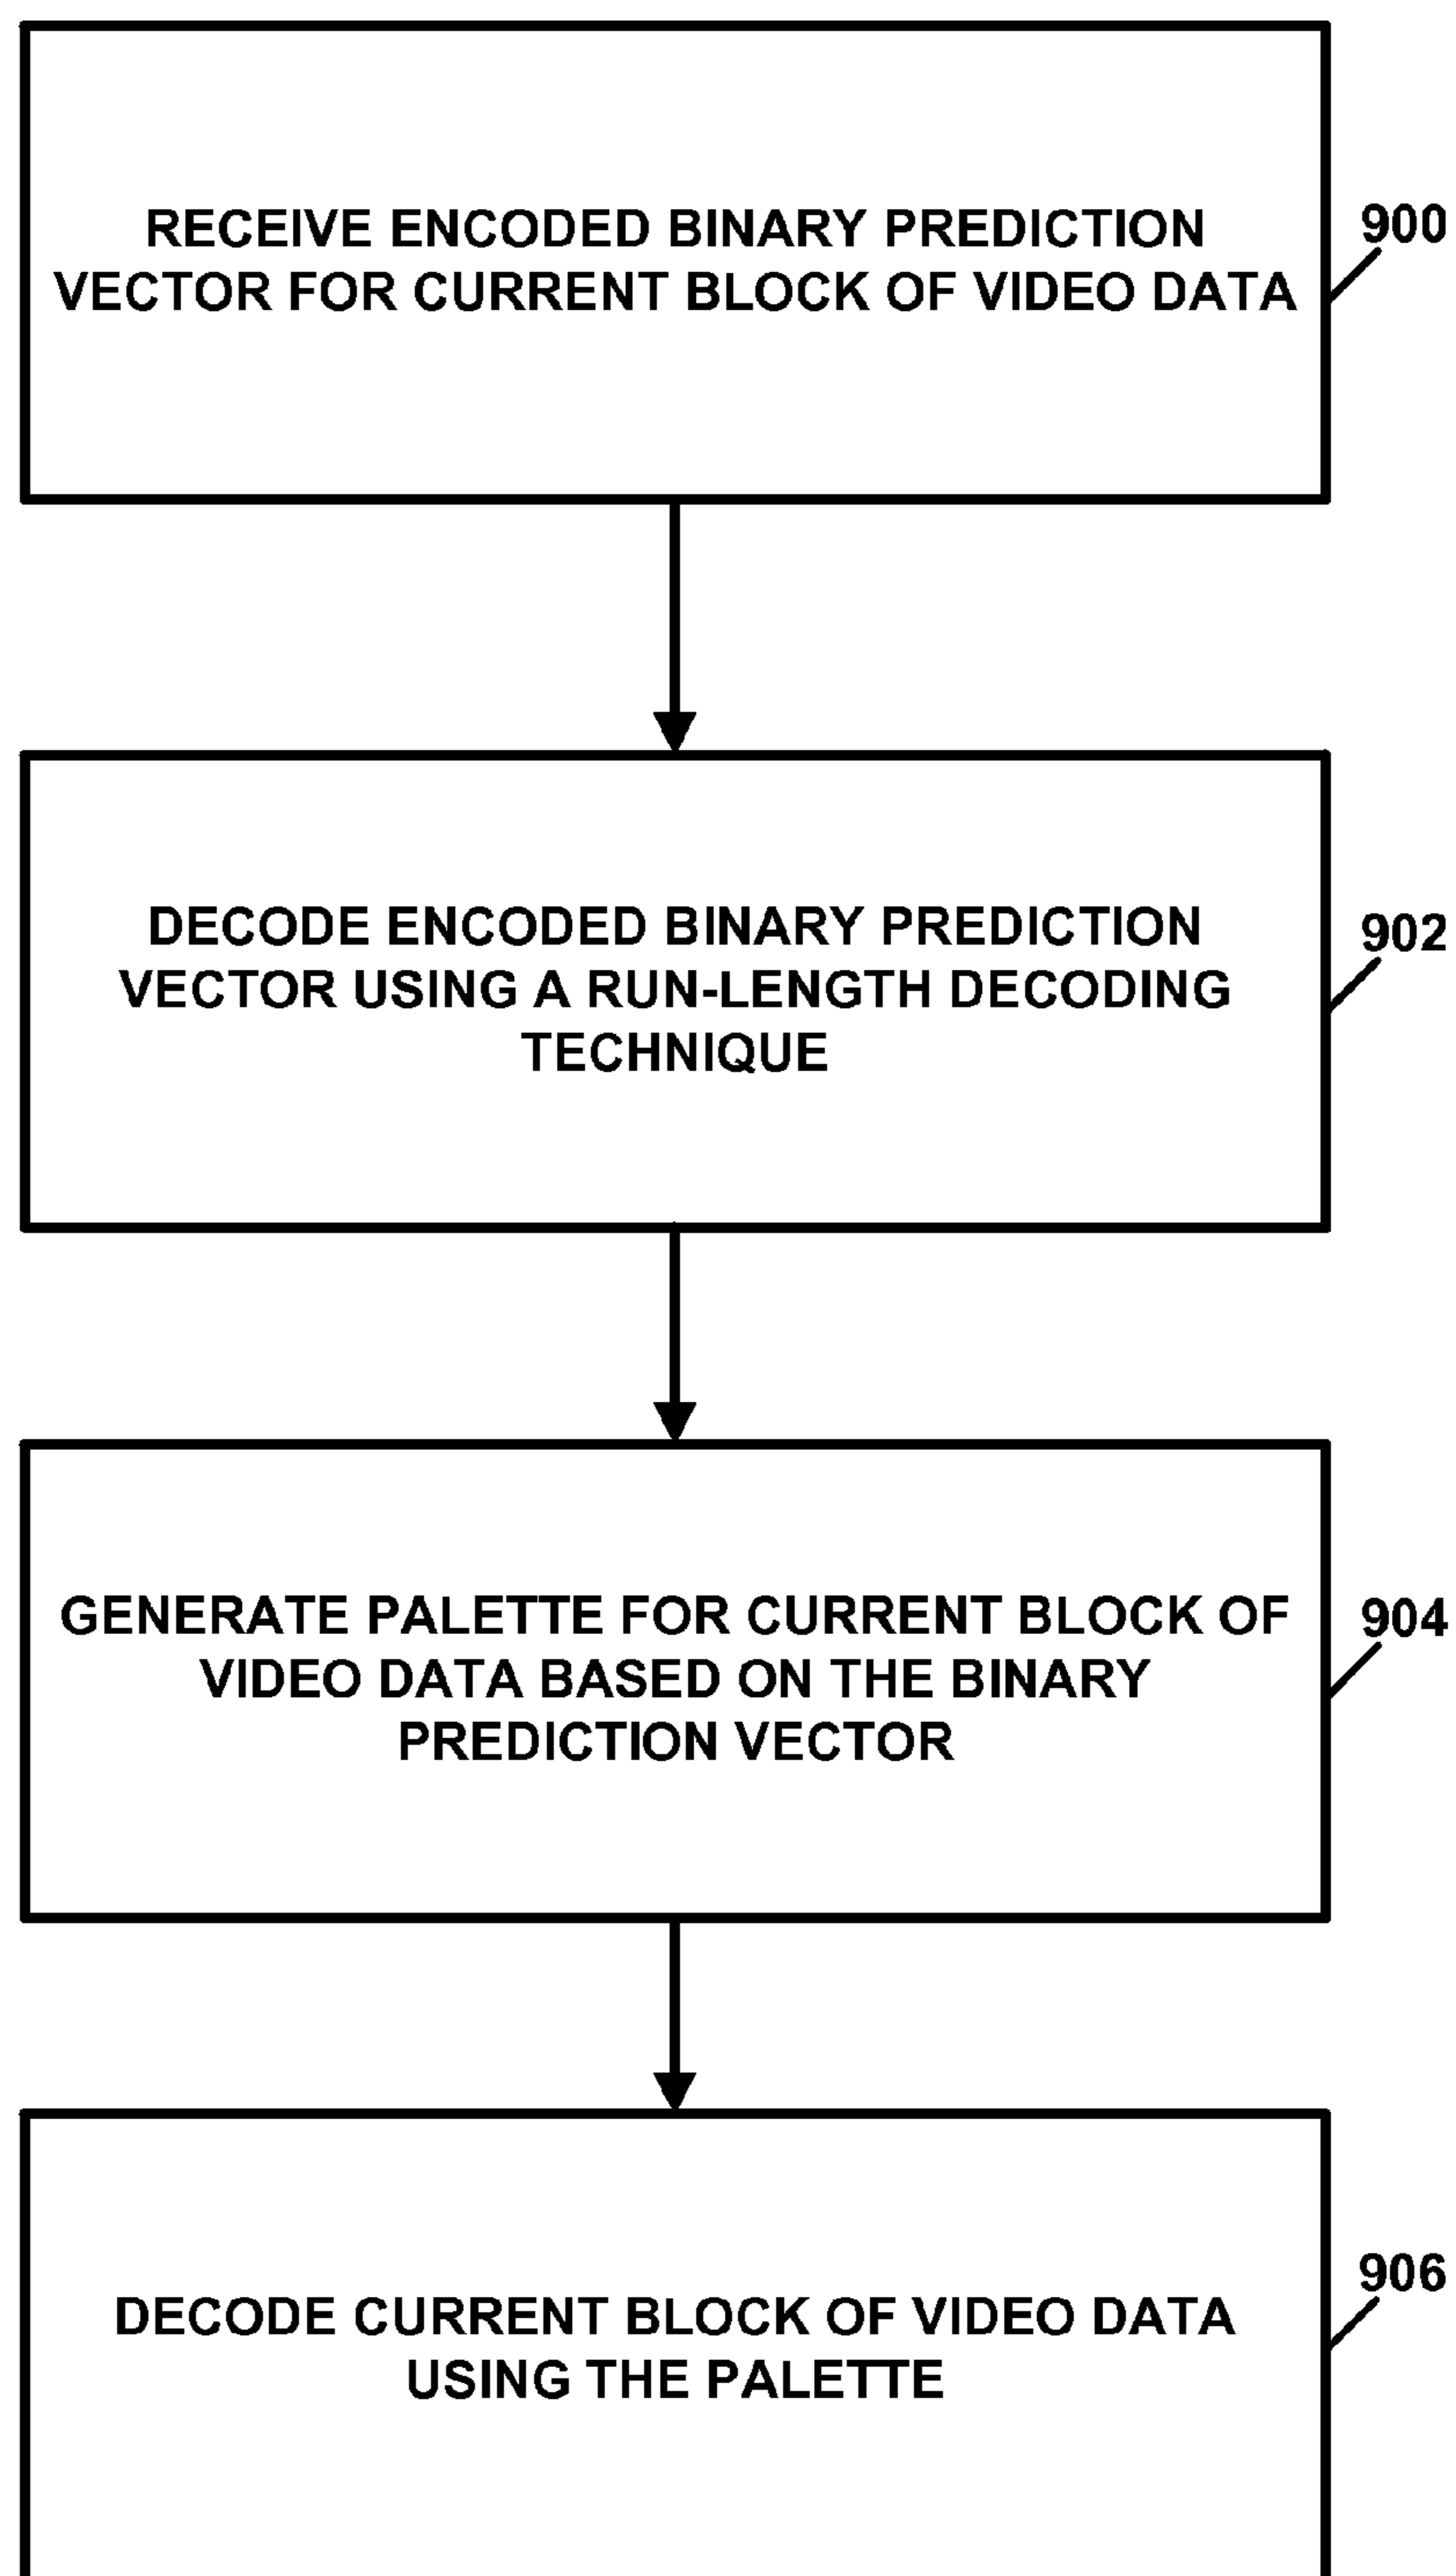 RECEIVE ENCODED BINARY PREDICTION
VECTOR FOR CURRENT BLOCK OF VIDEO DATA
900
DECODE ENCODED BINARY PREDICTION
VECTOR USING A RUN-LENGTH DECODING
TECHNIQUE
902
GENERATE PALETTE FOR CURRENT BLOCK OF
VIDEO DATA BASED ON THE BINARY
PREDICTION VECTOR
904
DECODE CURRENT BLOCK OF VIDEO DATA
USING THE PALETTE
906